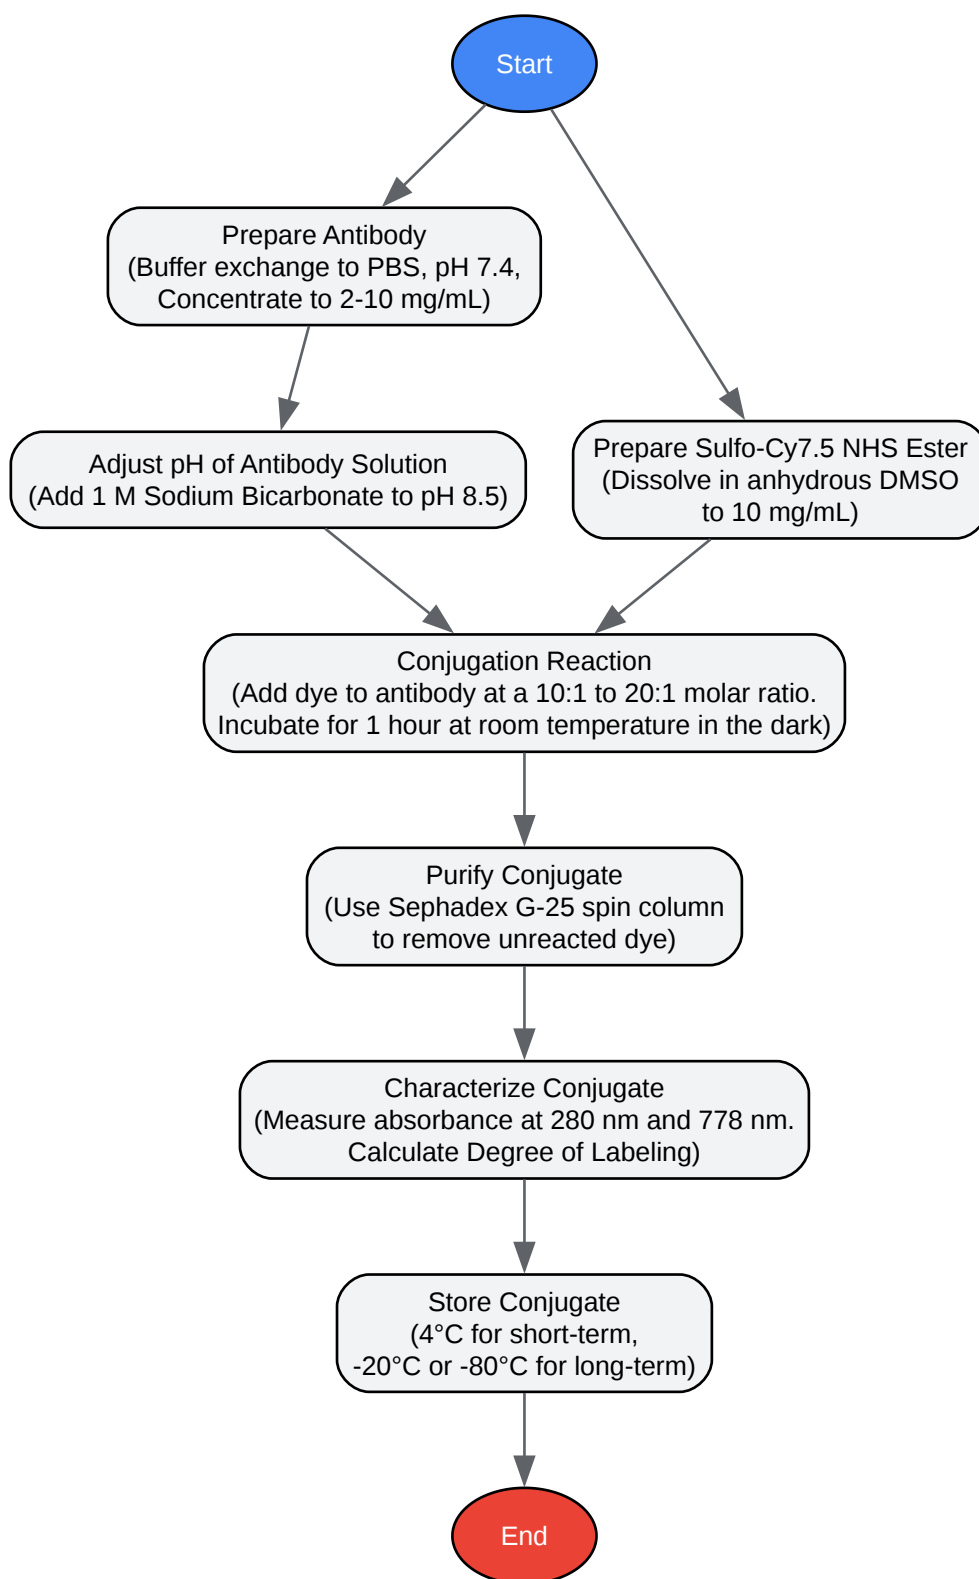 Start
Prepare Antibody
(Buffer exchange to PBS, pH 7.4,
Concentrate to 2-10 mg/mL)
Adjust pH of Antibody Solution
(Add 1 M Sodium Bicarbonate to pH 8.5)
Prepare Sulfo-Cy7.5 NHS Ester
(Dissolve in anhydrous DMSO
to 10 mg/mL)
Conjugation Reaction
(Add dye to antibody at a 10:1 to 20:1 molar ratio.
Incubate for 1 hour at room temperature in the dark)
Purify Conjugate
(Use Sephadex G-25 spin column
to remove unreacted dye)
Characterize Conjugate
(Measure absorbance at 280 nm and 778 nm.
Calculate Degree of Labeling)
Store Conjugate
(4°C for short-term,
-20°C or -80°C for long-term)
End